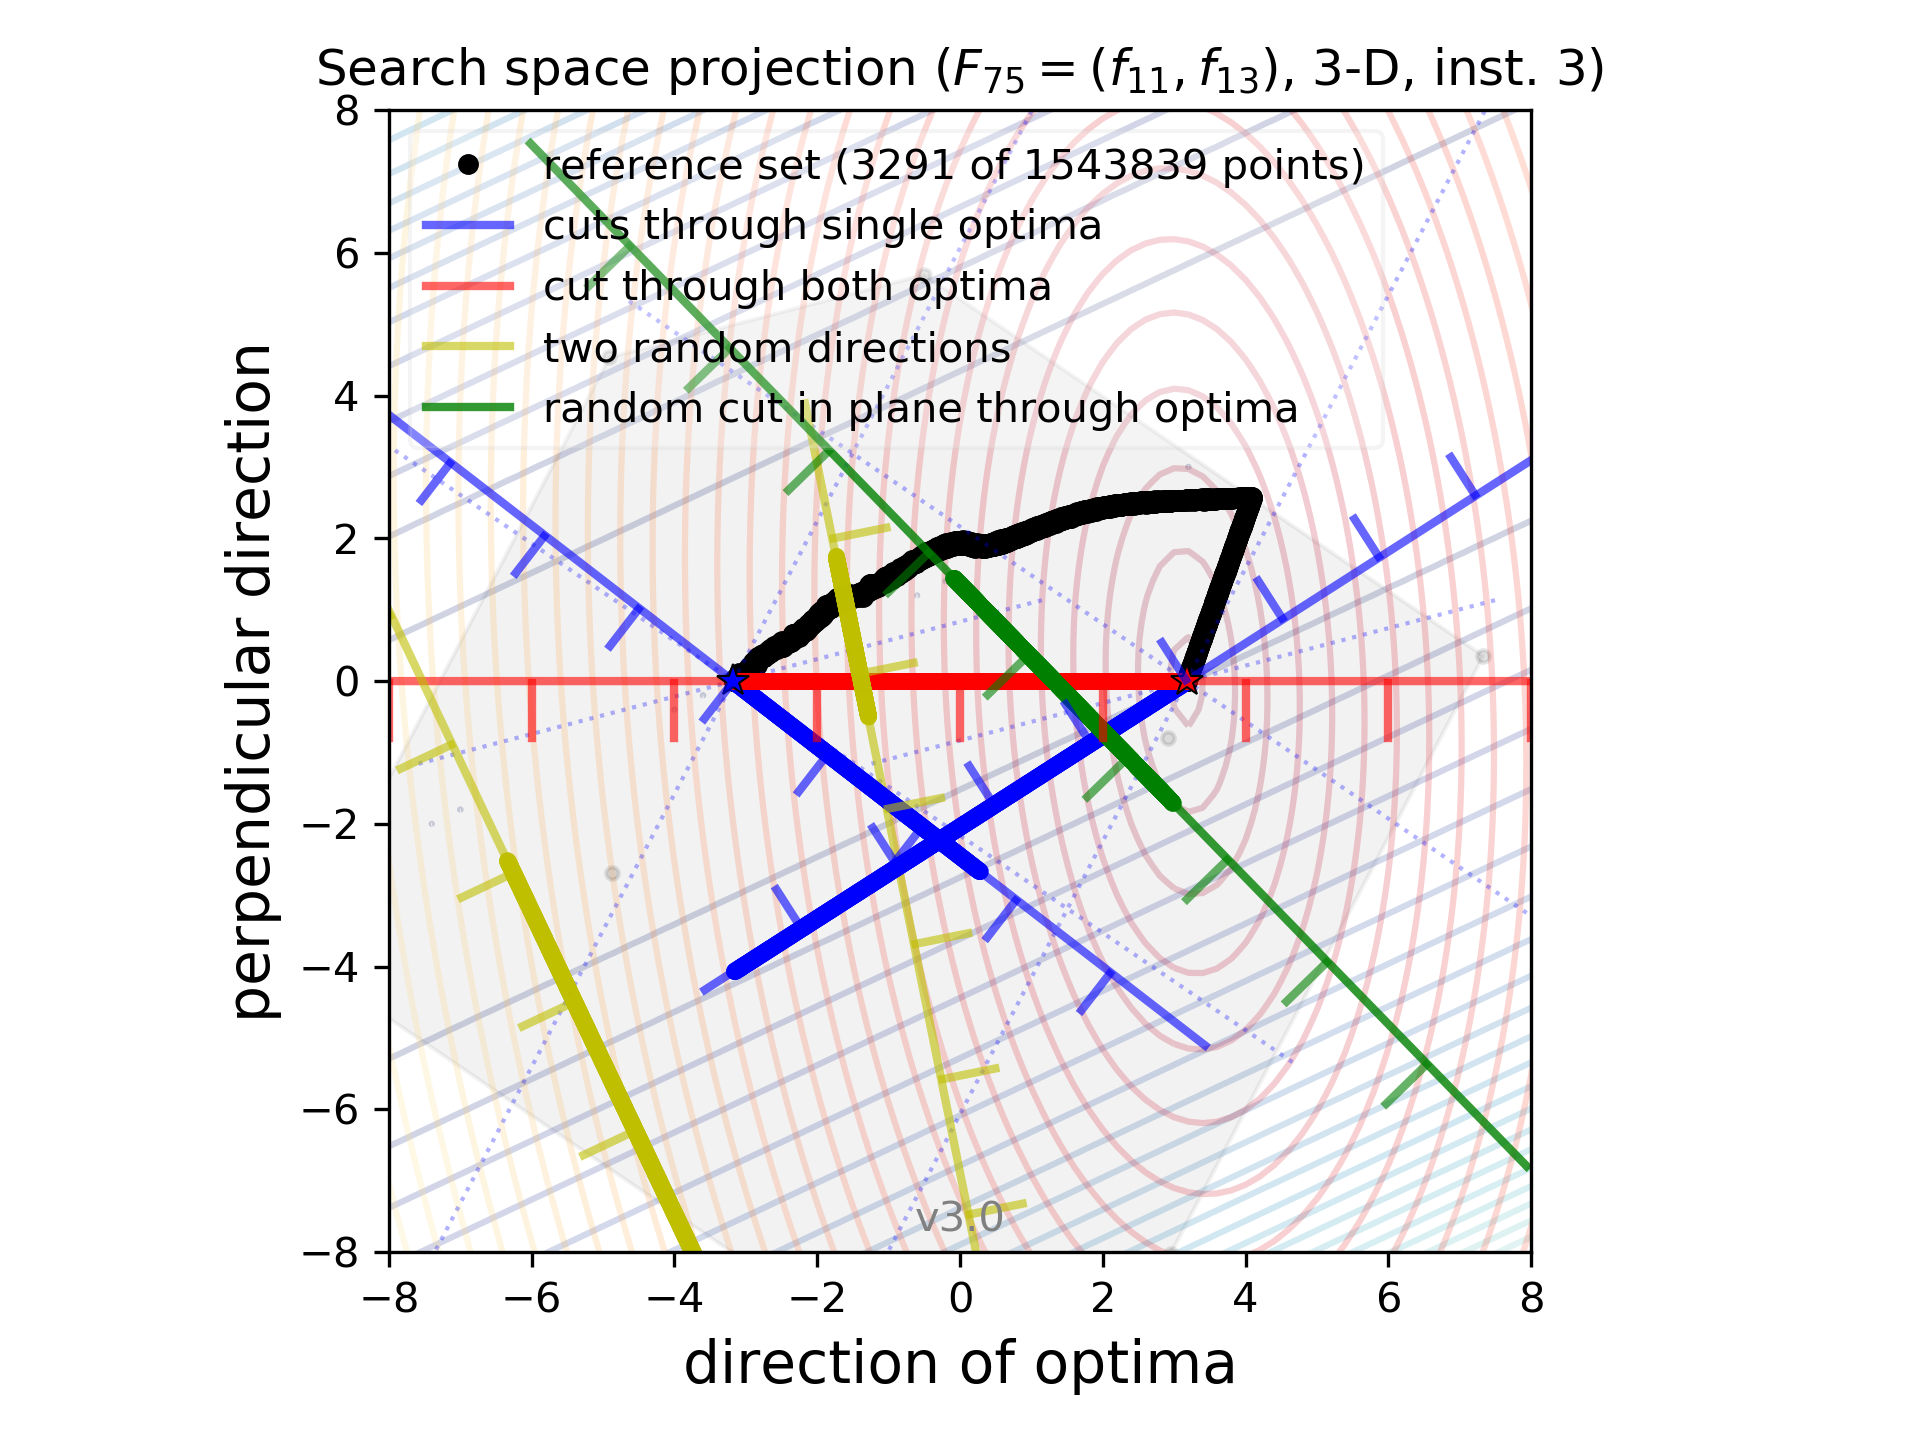 Search space projection (F75 = (f11, f13), 3-D, inst. 3)
reference set (3291 of 1543839 points)
cuts through single optima
cut through both optima
two random directions
random cut in plane through optima
perpendicular direction
8
6
4
2
0
−2
−4
−6
−8
v3.0
−8 −6 −4 −2 0 2 4 6 8
direction of optima